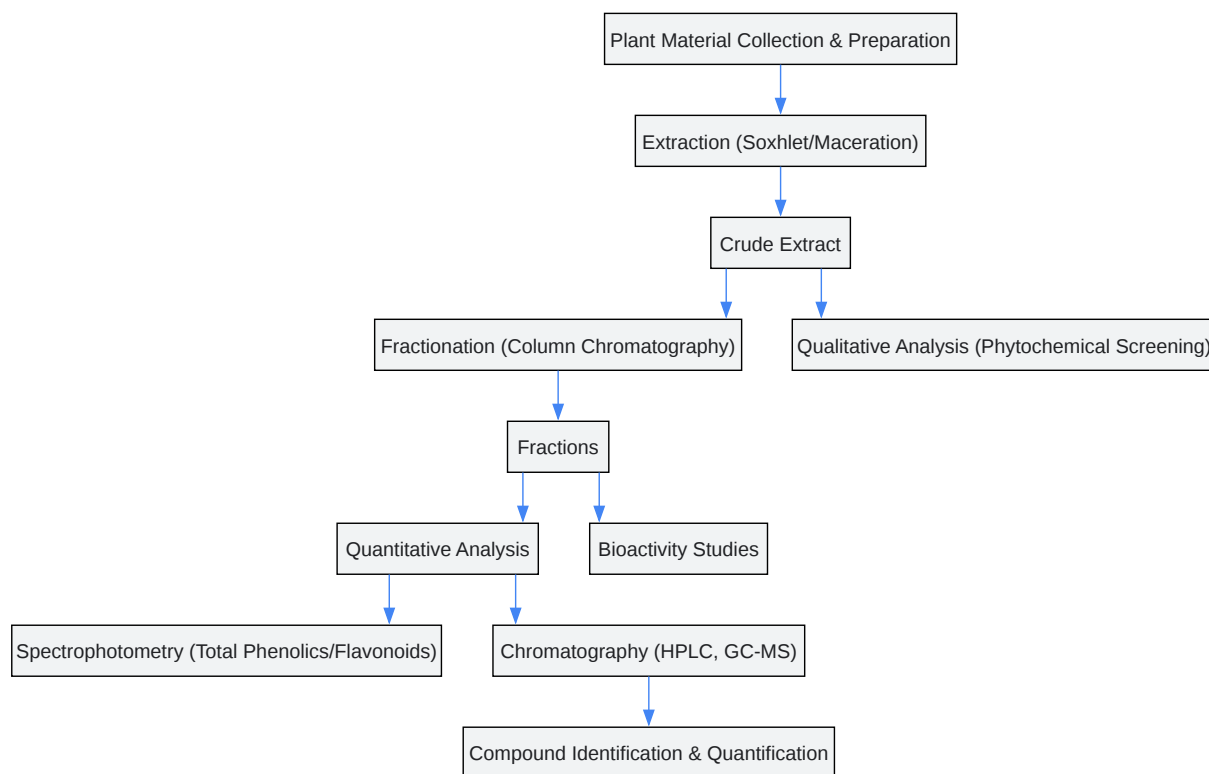 Plant Material Collection & Preparation
Extraction (Soxhlet/Maceration)
Crude Extract
Fractionation (Column Chromatography)
Qualitative Analysis (Phytochemical Screening)
Fractions
Quantitative Analysis
Bioactivity Studies
Spectrophotometry (Total Phenolics/Flavonoids)
Chromatography (HPLC, GC-MS)
Compound Identification & Quantification